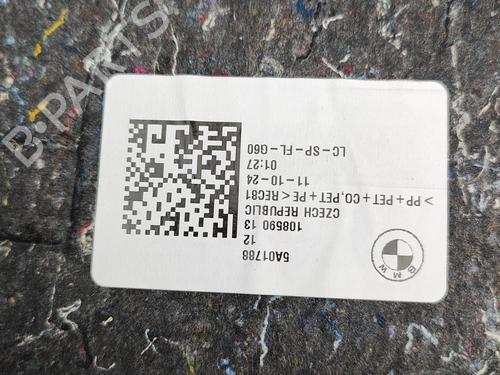 5A01788
12
108590 13
CZECH REPUBLIC
>PP+PET+CO,PET+PE< REC81
11-10-24
01:27
LC-SP-FL-G60
BMW
B-PARTS